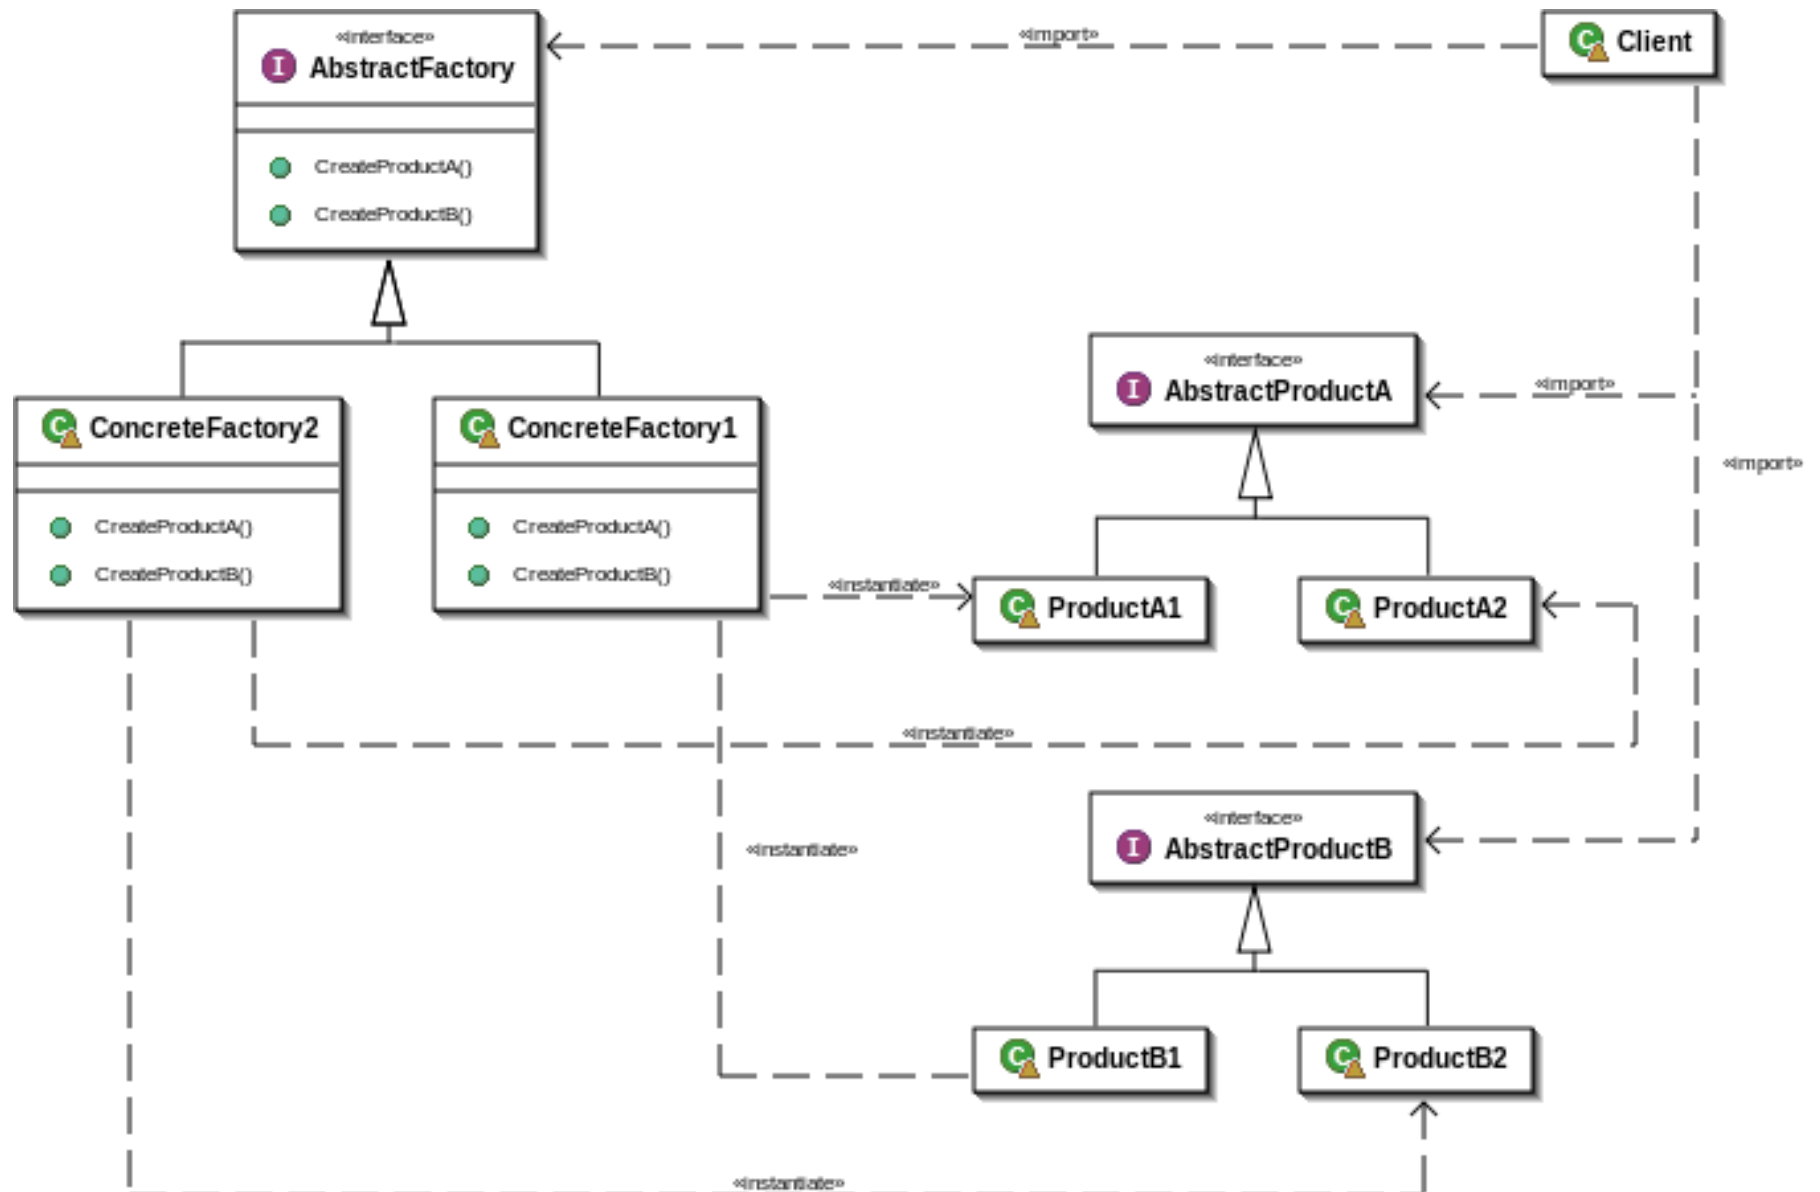 «interface»
I AbstractFactory
CreateProductA()
CreateProductB()
«import»
C Client
C ConcreteFactory2
CreateProductA()
CreateProductB()
C ConcreteFactory1
CreateProductA()
CreateProductB()
«interface»
I AbstractProductA
«import»
«import»
«instantiate»
C ProductA1
C ProductA2
«instantiate»
«interface»
I AbstractProductB
«instantiate»
C ProductB1
C ProductB2
«instantiate»